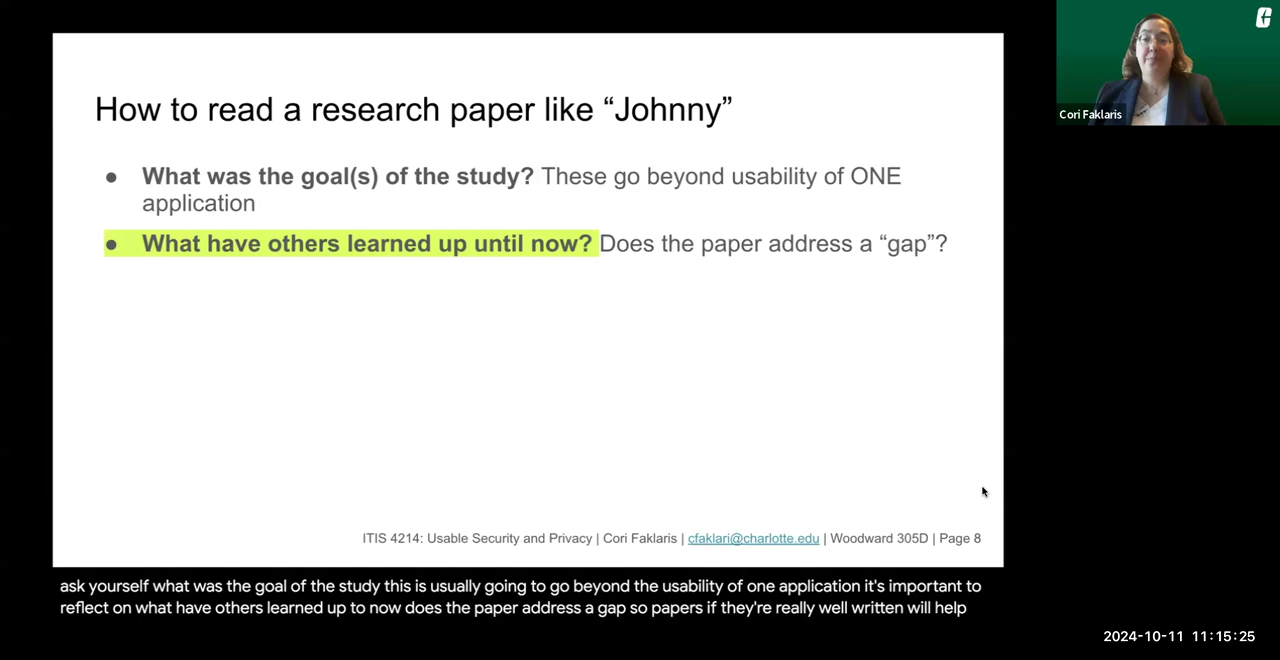 How to read a research paper like “Johnny”
● What was the goal(s) of the study? These go beyond usability of ONE
application
● What have others learned up until now? Does the paper address a “gap”?
ITIS 4214: Usable Security and Privacy | Cori Faklaris | cfaklari@charlotte.edu | Woodward 305D | Page 8
Cori Faklaris
ask yourself what was the goal of the study this is usually going to go beyond the usability of one application it's important to
reflect on what have others learned up to now does the paper address a gap so papers if they're really well written will help
2024-10-11 11:15:25